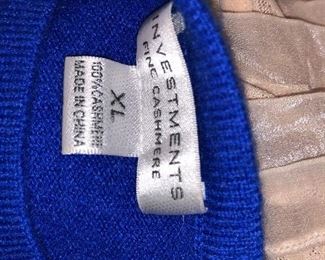 INVESTMENTS
FINE CASHMERE
XL
100% CASHMERE
MADE IN CHINA